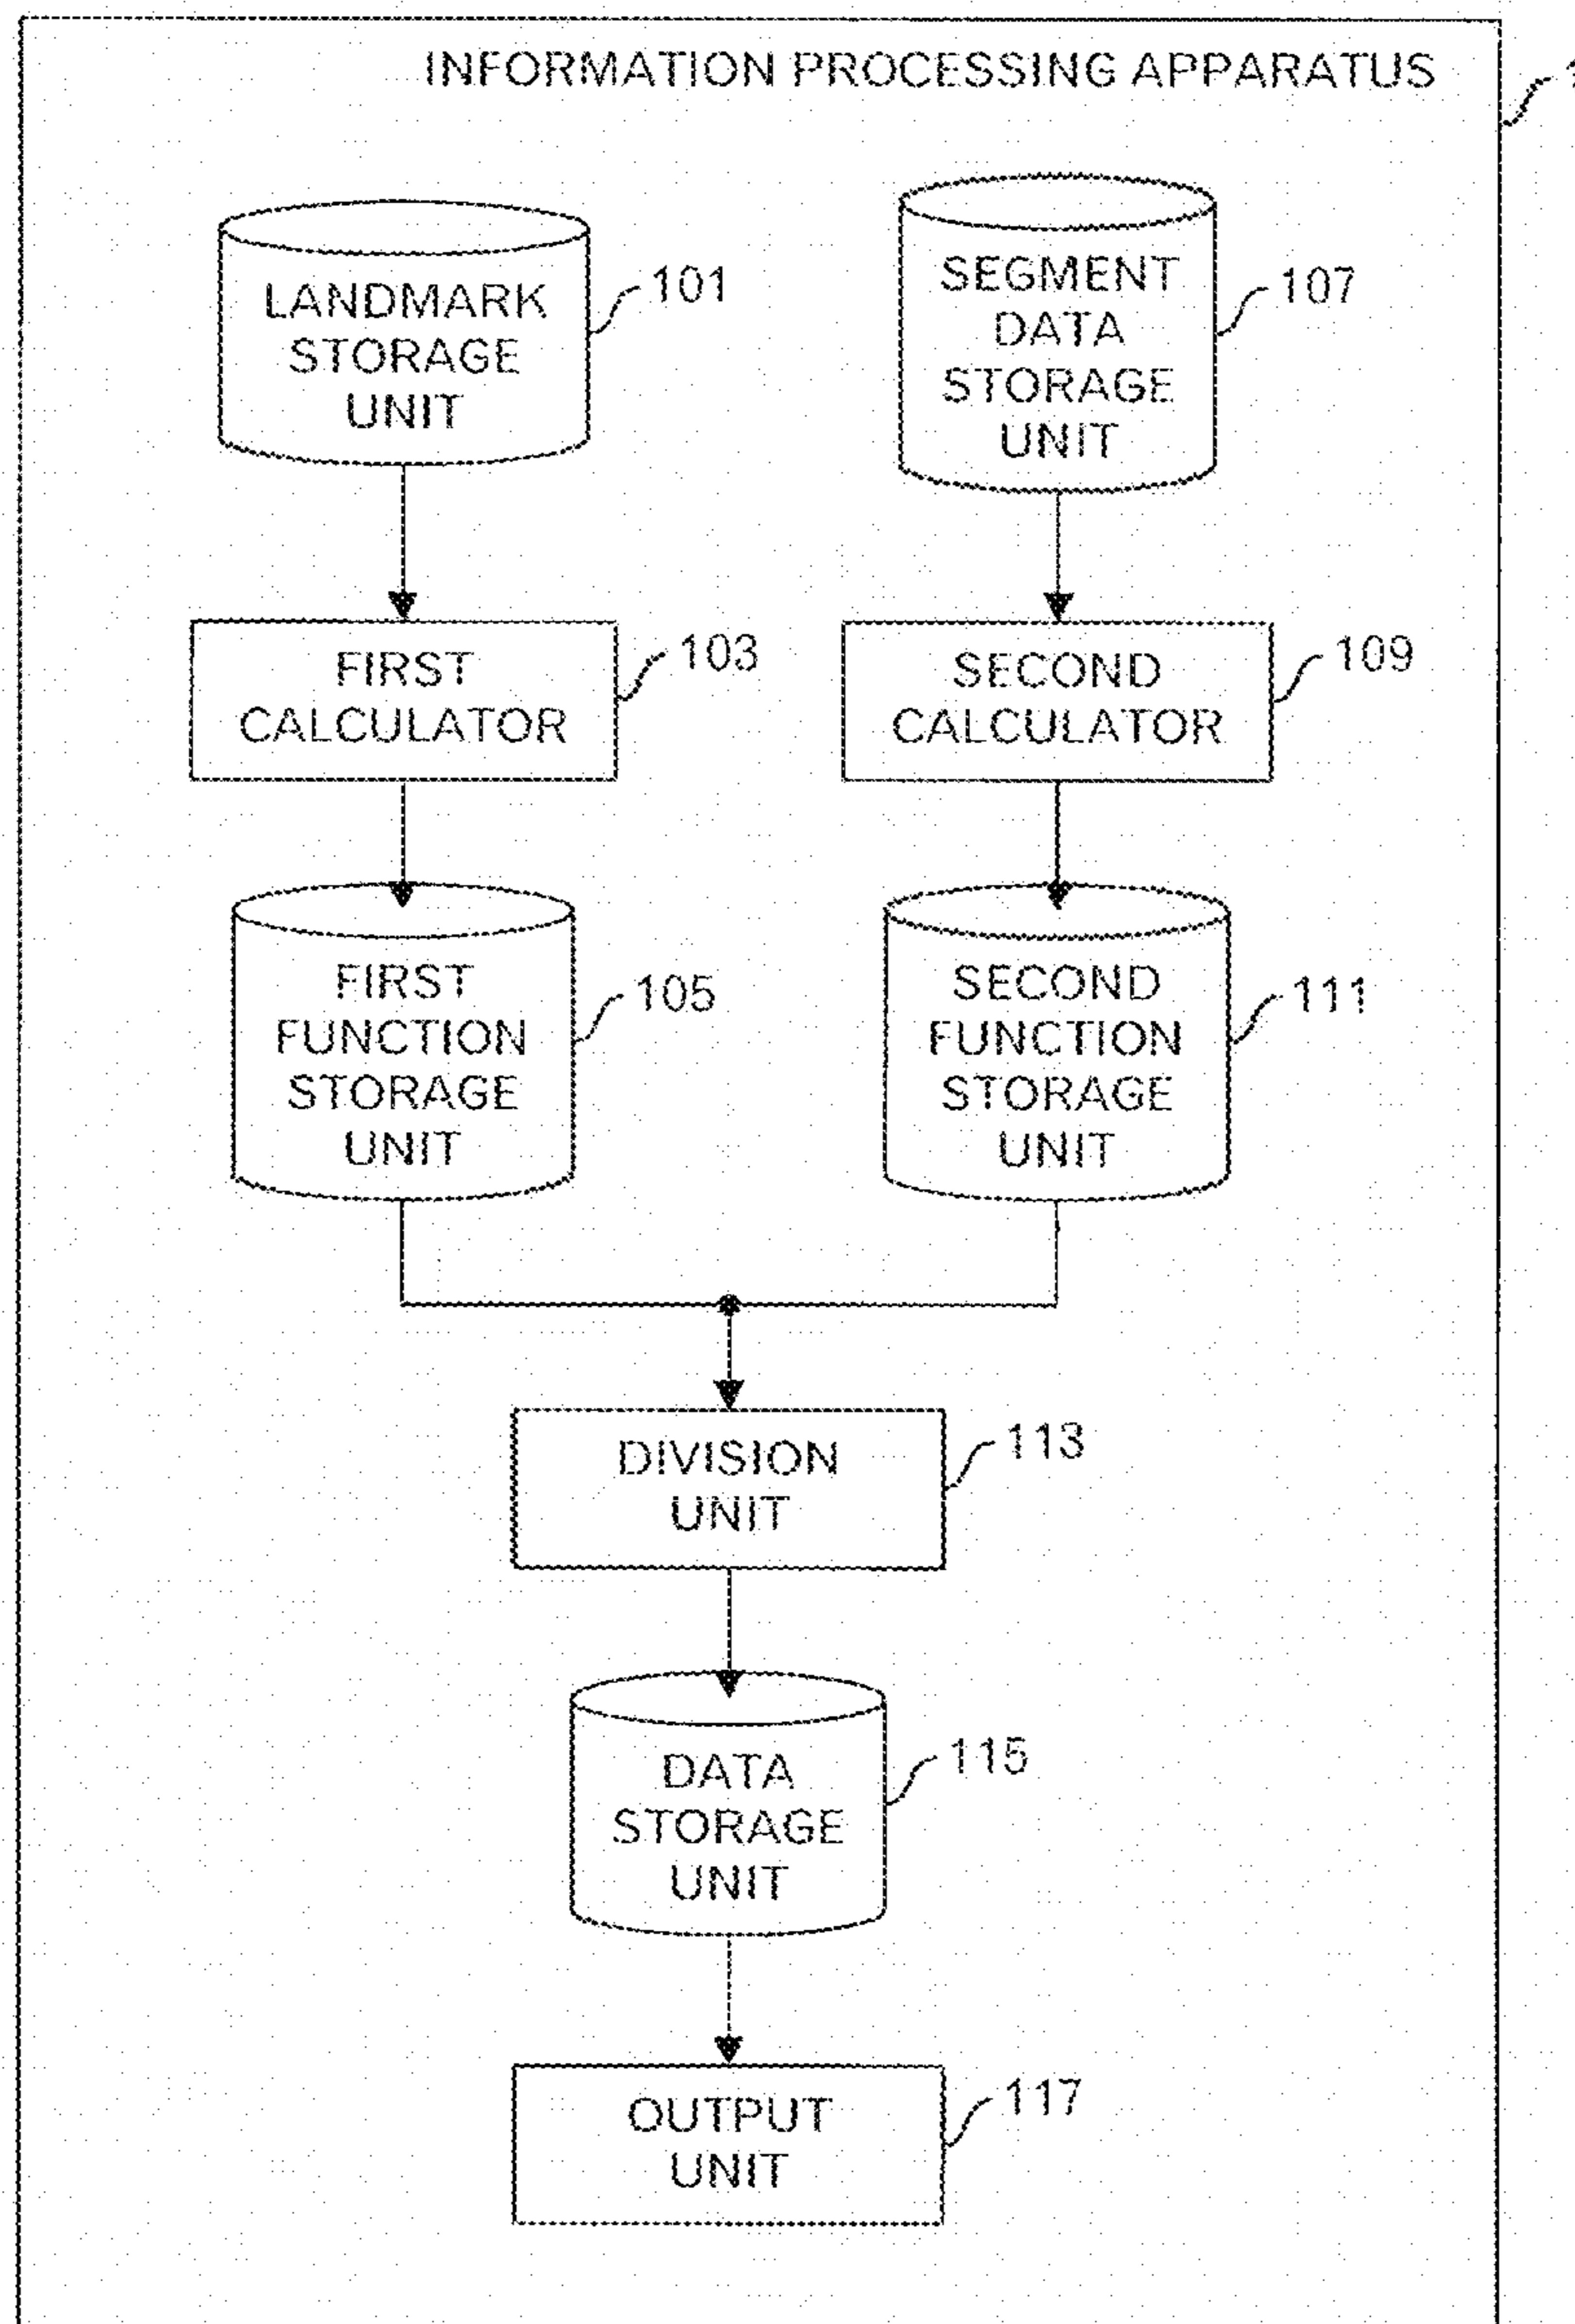 INFORMATION PROCESSING APPARATUS
LANDMARK
STORAGE
UNIT
101
SEGMENT
DATA
STORAGE
UNIT
107
FIRST
CALCULATOR
103
SECOND
CALCULATOR
109
FIRST
FUNCTION
STORAGE
UNIT
105
SECOND
FUNCTION
STORAGE
UNIT
111
DIVISION
UNIT
113
DATA
STORAGE
UNIT
115
OUTPUT
UNIT
117